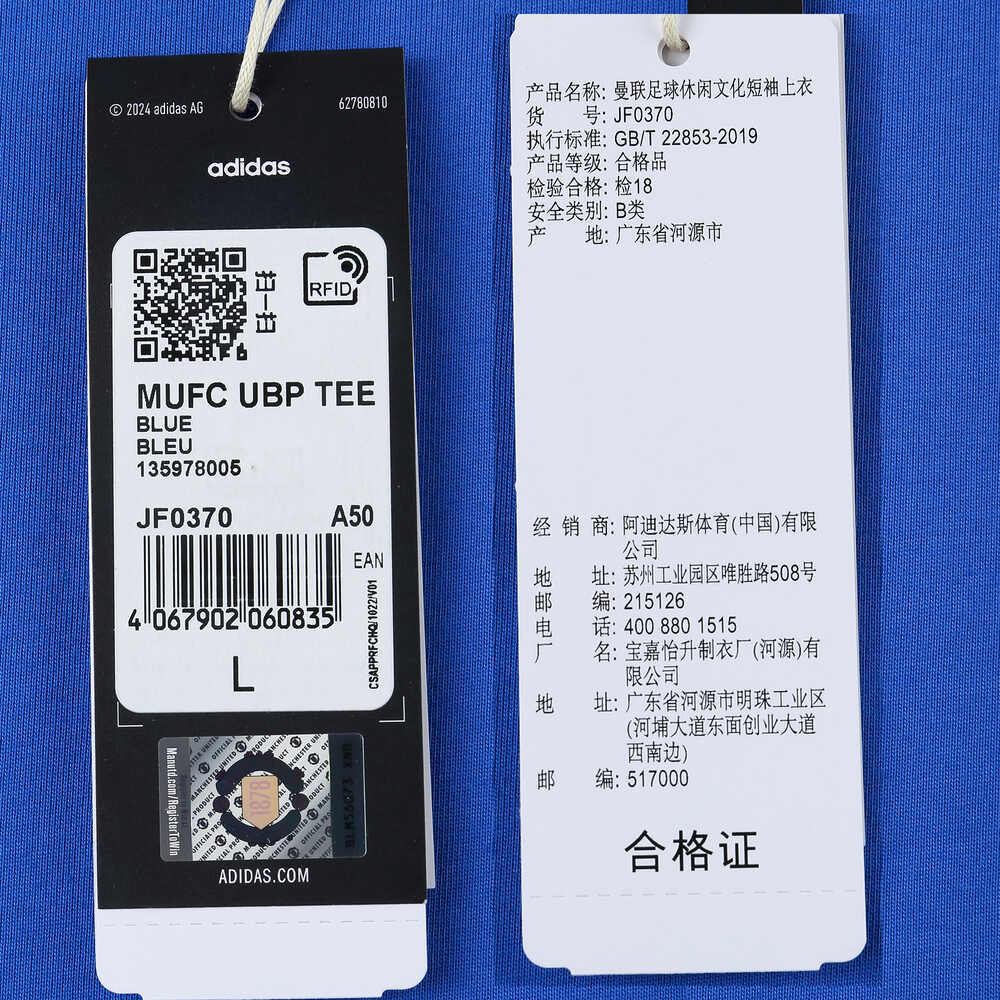 © 2024 adidas AG
62780810
adidas
扫一扫
RFID
MUFC UBP TEE
BLUE
BLEU
135978005
JF0370 A50
EAN
4 067902 060835
CSAPPRFCHQ/1022/V01
L
Manutd.com/RegisterToWin
1878
ADIDAS.COM
产品名称: 曼联足球休闲文化短袖上衣
货 号: JF0370
执行标准: GB/T 22853-2019
产品等级: 合格品
检验合格: 检18
安全类别: B类
产 地: 广东省河源市
经 销 商: 阿迪达斯体育(中国)有限
公司
地 址: 苏州工业园区唯胜路508号
邮 编: 215126
电 话: 400 880 1515
厂 名: 宝嘉怡升制衣厂(河源)有
限公司
地 址: 广东省河源市明珠工业区
(河埔大道东面创业大道
西南边)
邮 编: 517000
合格证